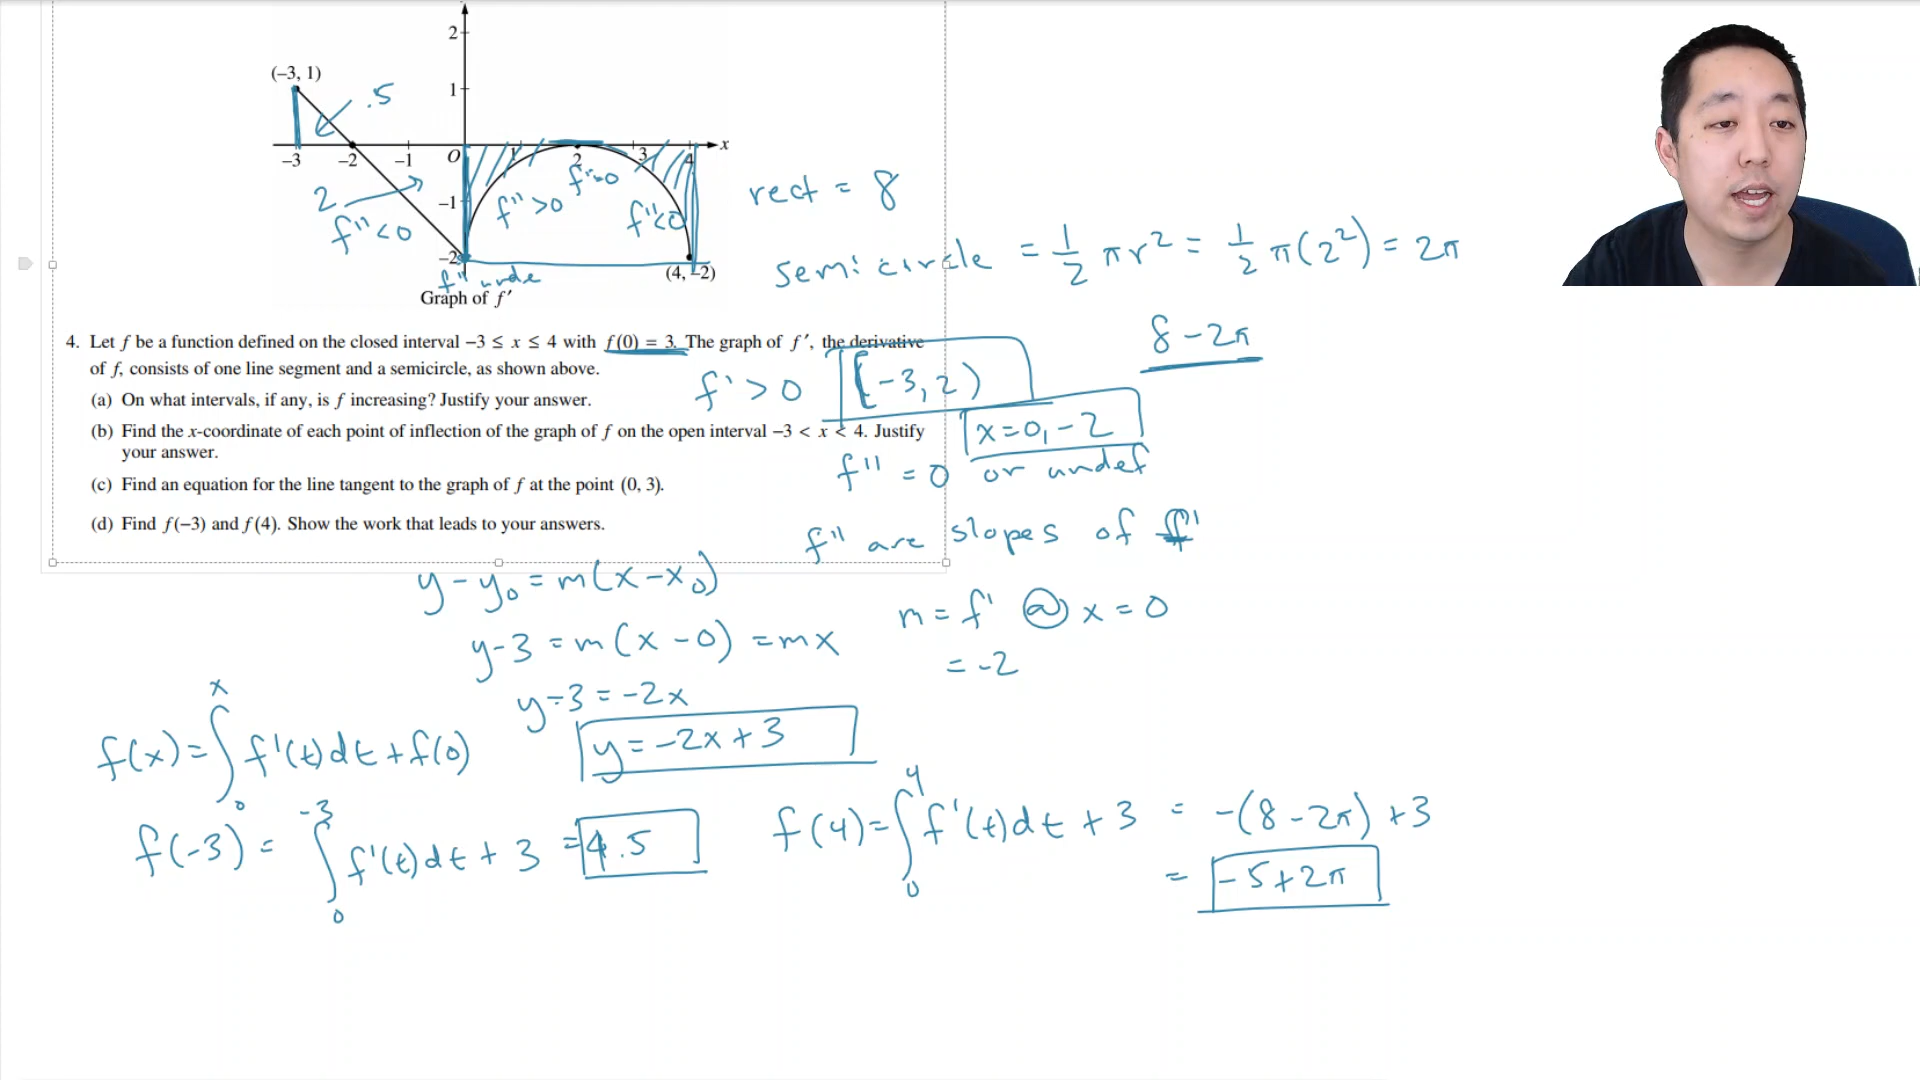 2
(−3, 1)
.5
1
−3 −2 −1 O 1 2 3 4 x
2
f''=0
−1
f'' > 0
f''<0
f'' < 0
rect = 8
−2
(4, −2)
semicircle = 1/2 πr² = 1/2 π(2²) = 2π
f'' unde
Graph of f'
8 − 2π
4. Let f be a function defined on the closed interval −3 ≤ x ≤ 4 with f(0) = 3. The graph of f', the derivative
of f, consists of one line segment and a semicircle, as shown above.
f' > 0 [−3, 2)
(a) On what intervals, if any, is f increasing? Justify your answer.
(b) Find the x-coordinate of each point of inflection of the graph of f on the open interval −3 < x < 4. Justify
your answer.
x = 0, −2
f'' = 0 or undef
(c) Find an equation for the line tangent to the graph of f at the point (0, 3).
(d) Find f(−3) and f(4). Show the work that leads to your answers.
f'' are slopes of f'
y − y₀ = m(x − x₀)
m = f' @ x = 0
y − 3 = m(x − 0) = mx
= −2
y − 3 = −2x
y = −2x + 3
f(x) = ∫₀ˣ f'(t)dt + f(0)
f(−3) = ∫₀⁻³ f'(t)dt + 3 = 4.5
f(4) = ∫₀⁴ f'(t)dt + 3 = −(8 − 2π) + 3
= −5 + 2π